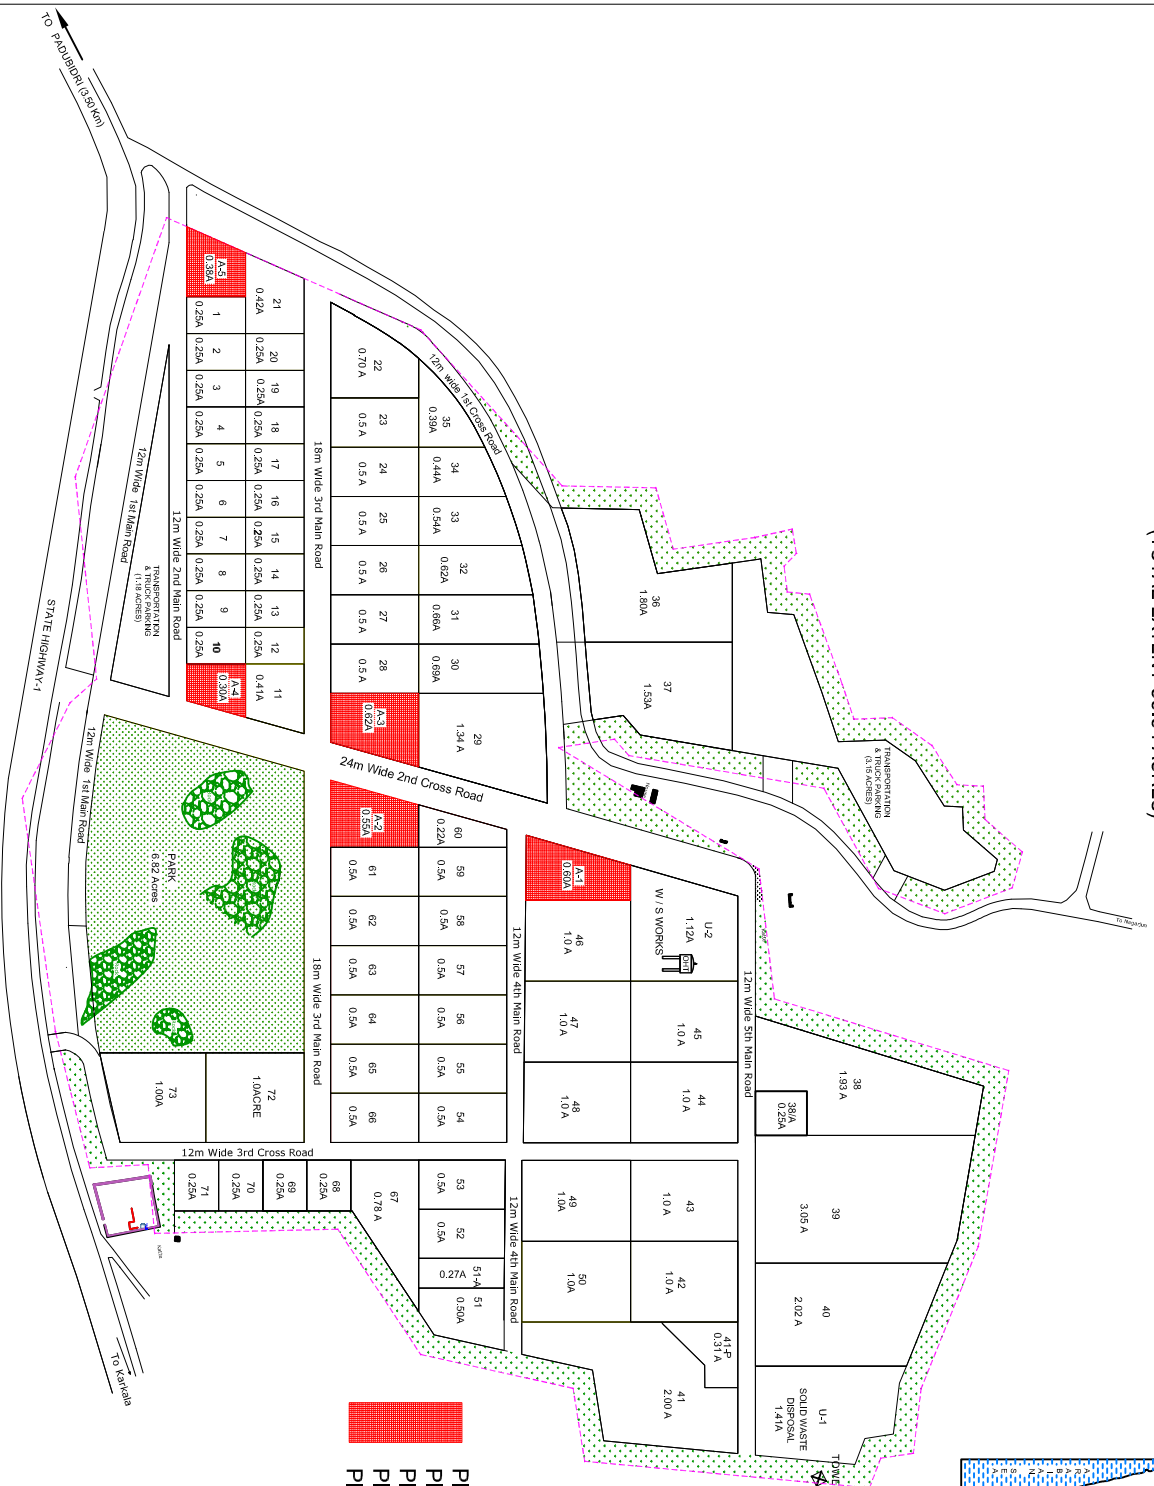 TO PADUBIDRI (3.50 Km)
A-5
0.38A
21
0.42A
1
0.25A
2
0.25A
3
0.25A
4
0.25A
5
0.25A
6
0.25A
7
0.25A
8
0.25A
9
0.25A
10
0.25A
20
0.25A
19
0.25A
18
0.25A
17
0.25A
16
0.25A
15
0.25A
14
0.25A
13
0.25A
12
0.25A
11
0.41A
A-4
0.30A
12m Wide 1st Main Road
12m Wide 2nd Main Road
TRANSPORTATION
& TRUCK PARKING
(1.18 ACRES)
STATE HIGHWAY-1
12m Wide 1st Main Road
18m Wide 3rd Main Road
22
0.70 A
23
0.5 A
24
0.5 A
25
0.5 A
26
0.5 A
27
0.5 A
28
0.5 A
A-3
0.62A
12m wide 1st Cross Road
35
0.39A
34
0.44A
33
0.54A
32
0.62A
31
0.66A
30
0.69A
29
1.34 A
24m Wide 2nd Cross Road
36
1.80A
37
1.53A
TRANSPORTATION
& TRUCK PARKING
(3.15 ACRES)
To Nagarjun
PARK
6.82 Acres
A-2
0.55A
60
0.22A
61
0.5A
62
0.5A
63
0.5A
64
0.5A
65
0.5A
66
0.5A
59
0.5A
58
0.5A
57
0.5A
56
0.5A
55
0.5A
54
0.5A
18m Wide 3rd Main Road
12m Wide 4th Main Road
A-1
0.60A
U-2
1.12A
W / S WORKS
OHT
46
1.0 A
47
1.0 A
48
1.0 A
45
1.0 A
44
1.0 A
12m Wide 5th Main Road
38
1.93 A
38/A
0.25A
39
3.05 A
40
2.02 A
U-1
SOLID WASTE
DISPOSAL
1.41A
72
1.0ACRE
73
1.00A
12m Wide 3rd Cross Road
71
0.25A
70
0.25A
69
0.25A
68
0.25A
67
0.78 A
53
0.5A
52
0.5A
51-A
0.27A
51
0.50A
12m Wide 4th Main Road
49
1.0A
50
1.0A
43
1.0 A
42
1.0 A
41-P
0.31 A
41
2.00 A
To Karkala
TOWE
ARABIAN SEA
Pl
Pl
Pl
Pl
Pl